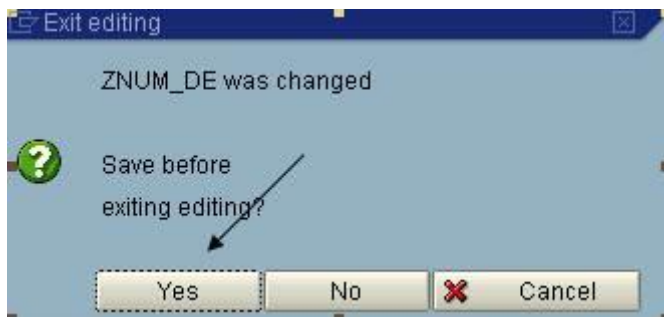 Exit editing
ZNUM_DE was changed
Save before
exiting editing?
Yes
No
Cancel